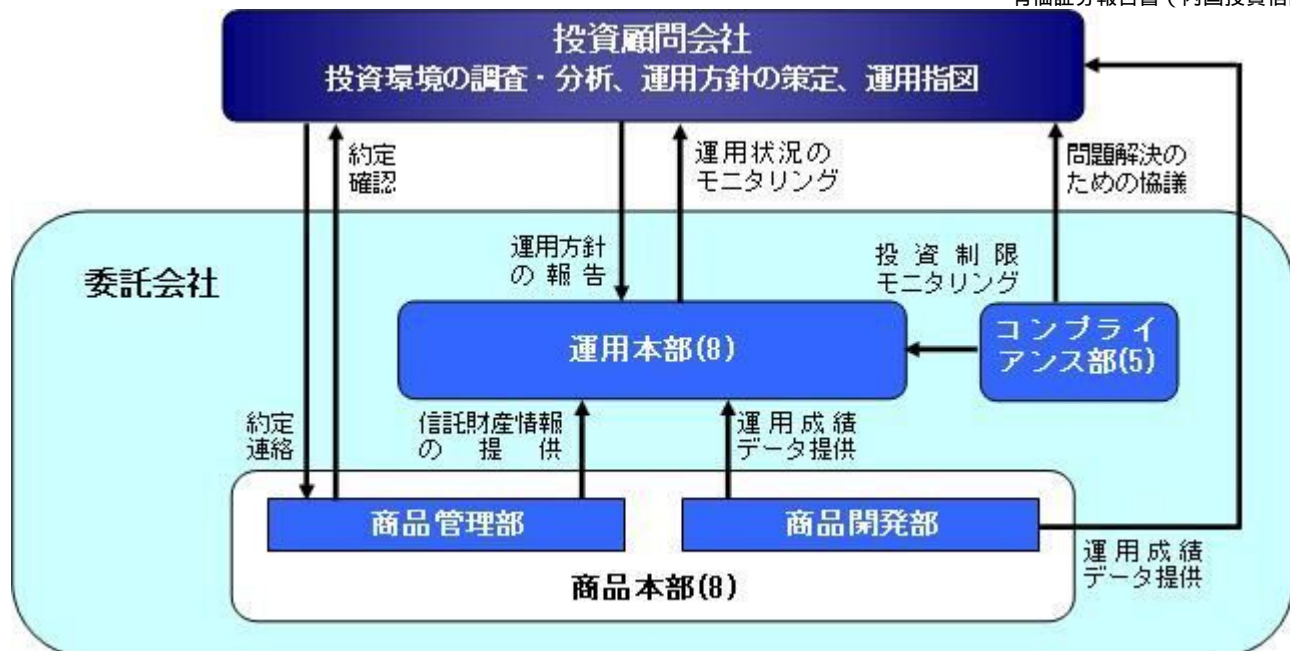 投資顧問会社
投資環境の調査・分析、運用方針の策定、運用指図
約定
確認
運用状況の
モニタリング
問題解決の
ための協議
運用方針
の報告
投資制限
モニタリング
委託会社
運用本部(8)
コンプライ
アンス部(5)
約定
連絡
信託財産情報
の提供
運用成績
データ提供
商品管理部
商品開発部
運用成績
データ提供
商品本部(8)